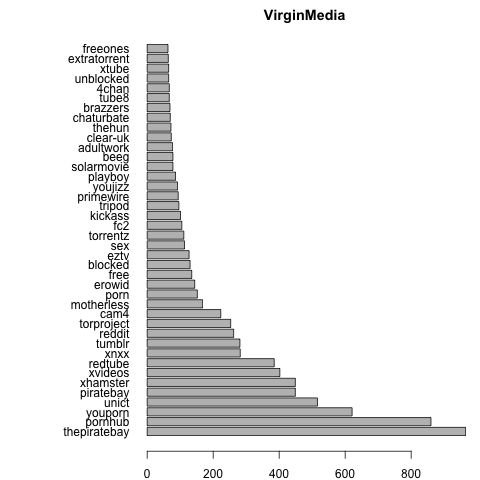 VirginMedia
freeones
extratorrent
xtube
unblocked
4chan
tube8
brazzers
chaturbate
thehun
clear-uk
adultwork
beeg
solarmovie
playboy
youjizz
primewire
tripod
kickass
fc2
torrentz
sex
eztv
blocked
free
erowid
porn
motherless
cam4
torproject
reddit
tumblr
xnxx
redtube
xvideos
xhamster
piratebay
unict
youporn
pornhub
thepiratebay
0 200 400 600 800